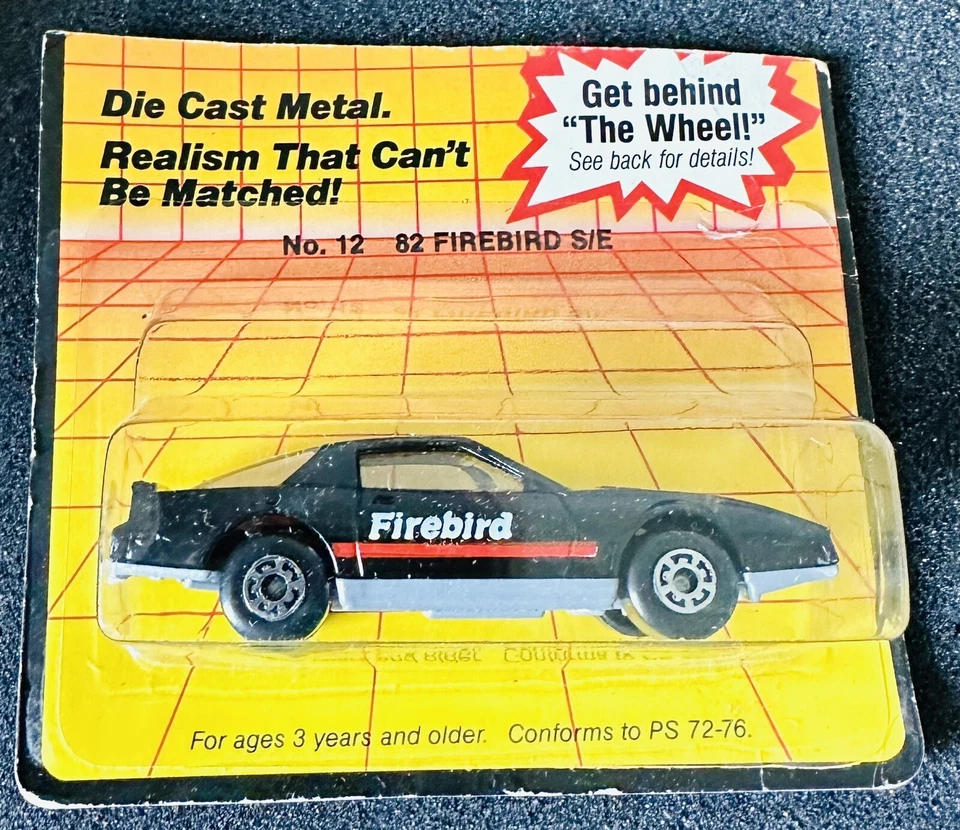 Die Cast Metal.
Realism That Can't
Be Matched!
Get behind
“The Wheel!”
See back for details!
No. 12 82 FIREBIRD S/E
Firebird
For ages 3 years and older. Conforms to PS 72-76.